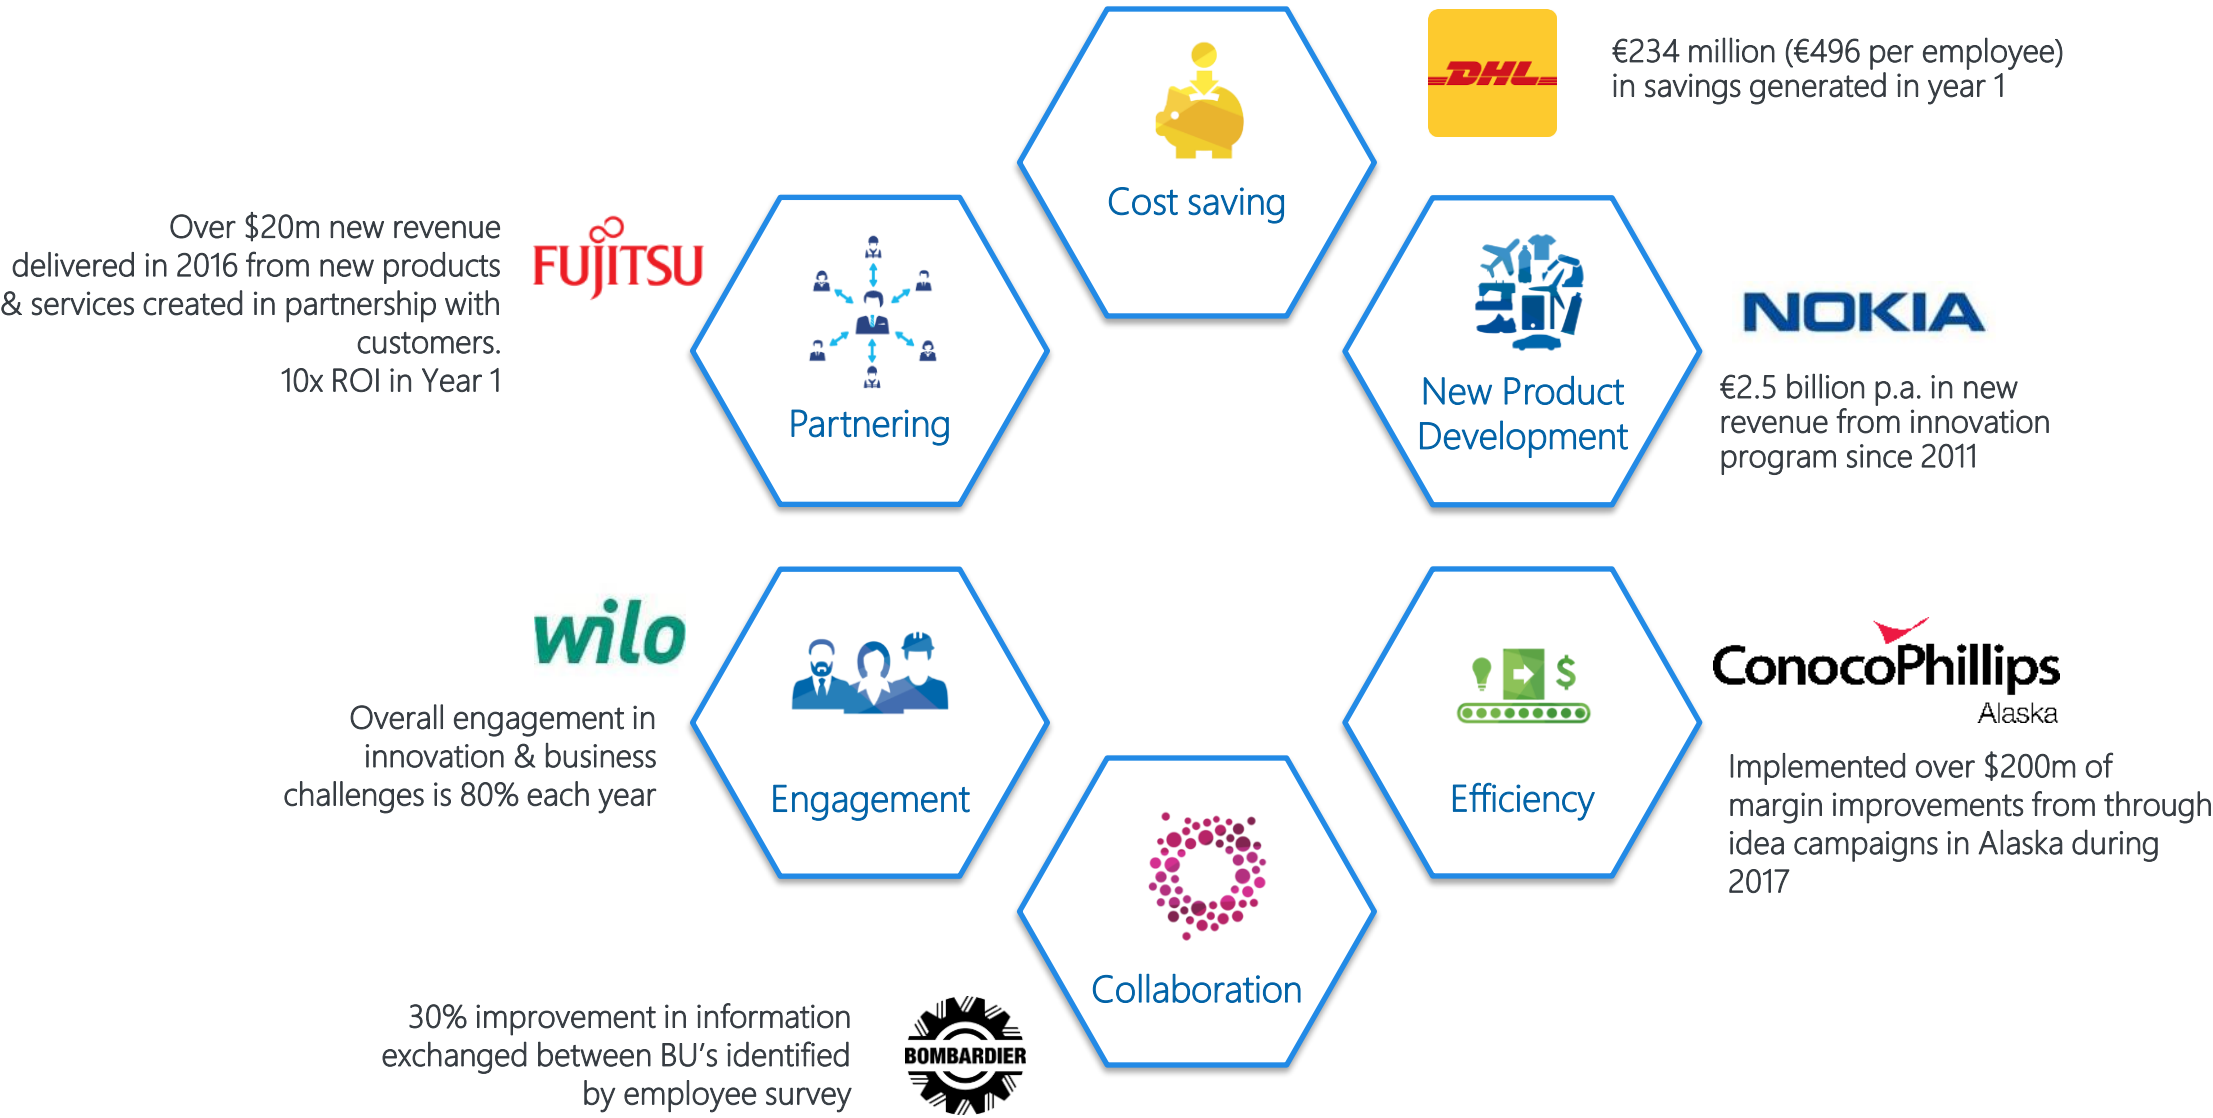 Cost saving
DHL
€234 million (€496 per employee)
in savings generated in year 1
New Product
Development
NOKIA
€2.5 billion p.a. in new
revenue from innovation
program since 2011
Efficiency
$
ConocoPhillips
Alaska
Implemented over $200m of
margin improvements from through
idea campaigns in Alaska during
2017
Collaboration
BOMBARDIER
30% improvement in information
exchanged between BU’s identified
by employee survey
Engagement
wilo
Overall engagement in
innovation & business
challenges is 80% each year
Partnering
FUJITSU
Over $20m new revenue
delivered in 2016 from new products
& services created in partnership with
customers.
10x ROI in Year 1